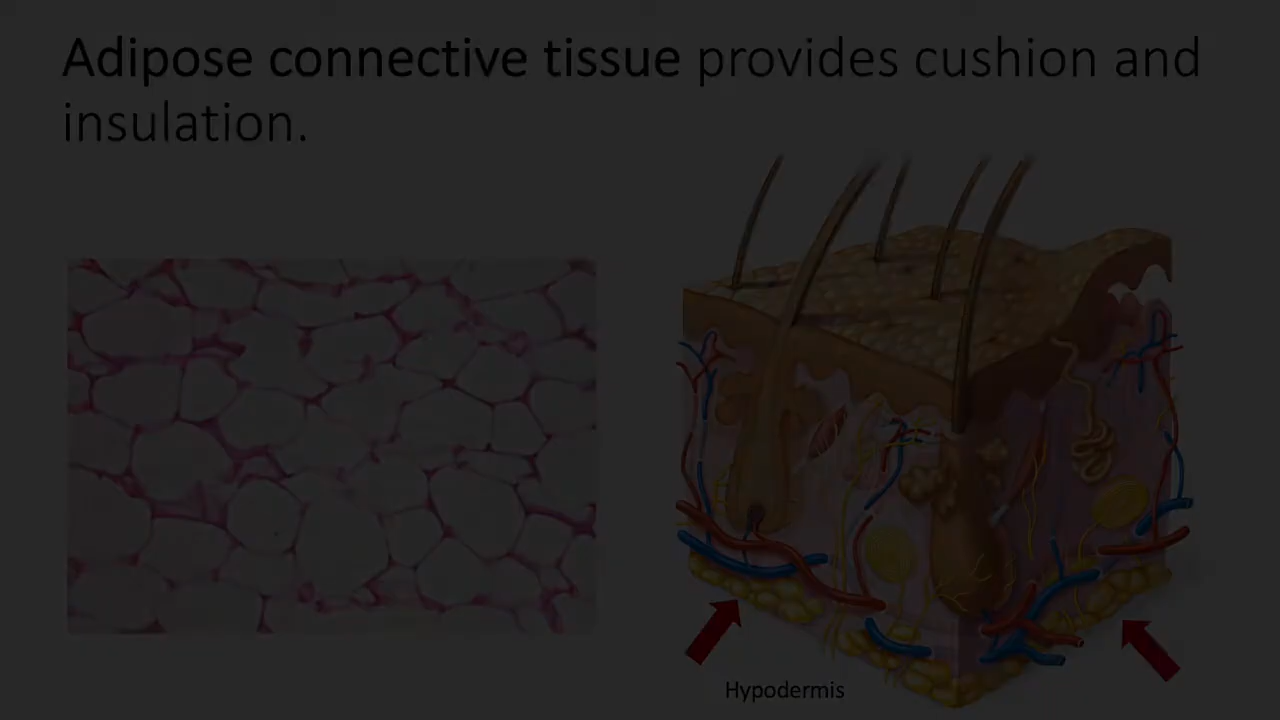 Adipose connective tissue provides cushion and
insulation.
Hypodermis